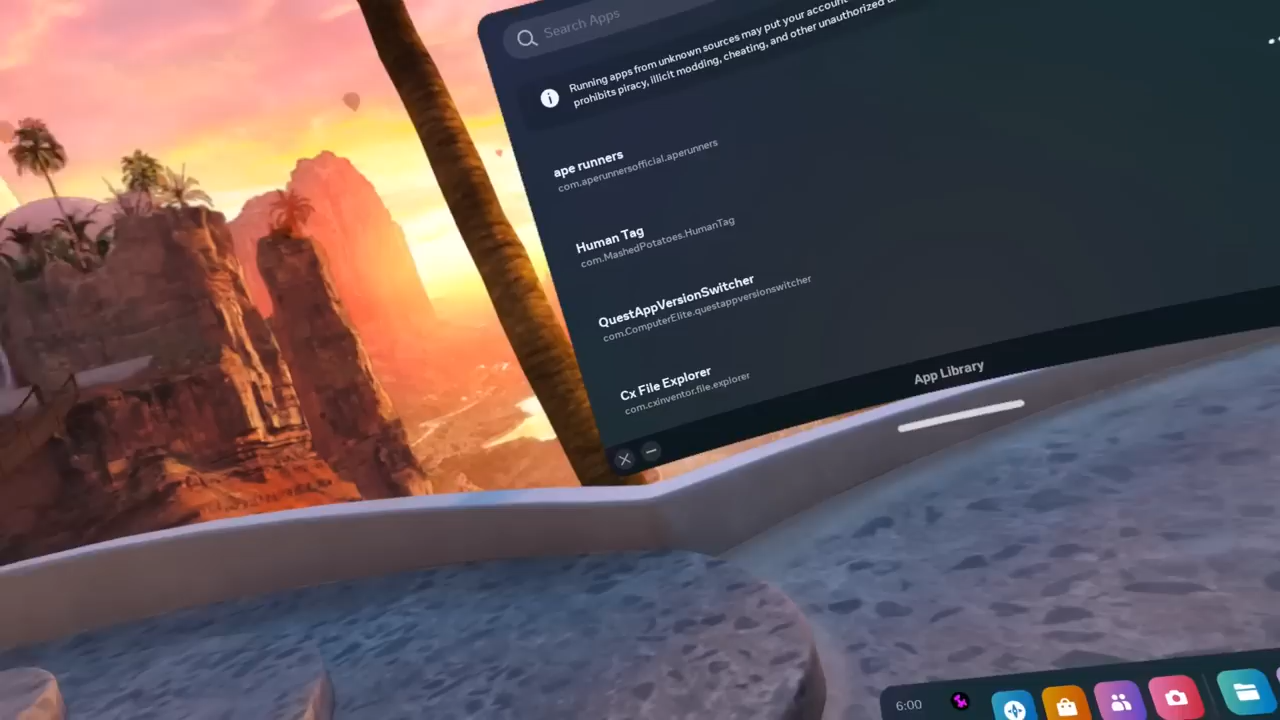 Search Apps
Running apps from unknown sources may put your account
prohibits piracy, illicit modding, cheating, and other unauthorized
ape runners
com.aperunnersofficial.aperunners
Human Tag
com.MashedPotatoes.HumanTag
QuestAppVersionSwitcher
com.ComputerElite.questappversionswitcher
Cx File Explorer
com.cxinventor.file.explorer
App Library
6:00